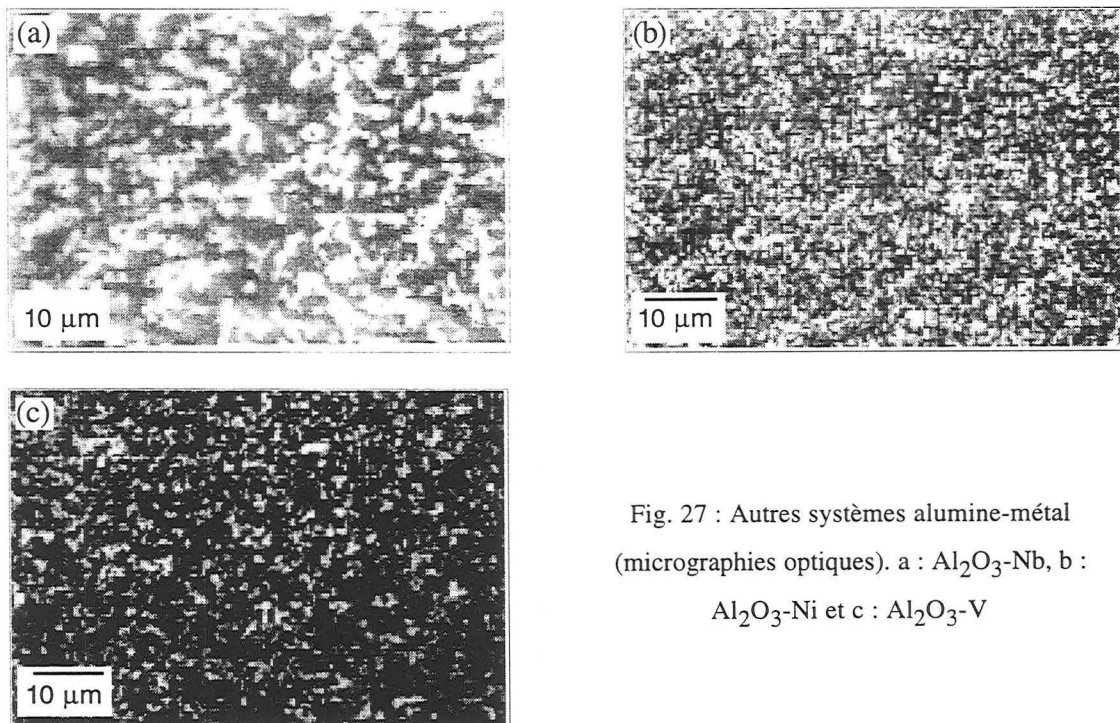 (a)
10 μm
(b)
10 μm
(c)
10 μm
Fig. 27 : Autres systèmes alumine-métal
(micrographies optiques). a : Al₂O₃-Nb, b :
Al₂O₃-Ni et c : Al₂O₃-V